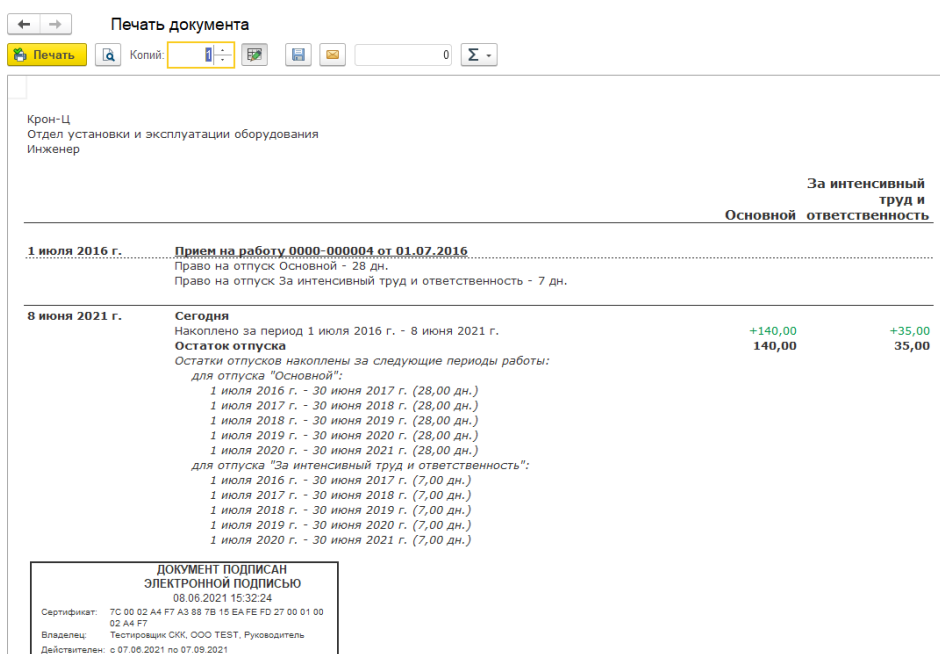 Печать документа
Печать Копий: 1 0 Σ
Крон-Ц
Отдел установки и эксплуатации оборудования
Инженер
За интенсивный
труд и
Основной ответственность
1 июля 2016 г. Прием на работу 0000-000004 от 01.07.2016
Право на отпуск Основной - 28 дн.
Право на отпуск За интенсивный труд и ответственность - 7 дн.
8 июня 2021 г. Сегодня
Накоплено за период 1 июля 2016 г. - 8 июня 2021 г. +140,00 +35,00
Остаток отпуска 140,00 35,00
Остатки отпусков накоплены за следующие периоды работы:
для отпуска "Основной":
1 июля 2016 г. - 30 июня 2017 г. (28,00 дн.)
1 июля 2017 г. - 30 июня 2018 г. (28,00 дн.)
1 июля 2018 г. - 30 июня 2019 г. (28,00 дн.)
1 июля 2019 г. - 30 июня 2020 г. (28,00 дн.)
1 июля 2020 г. - 30 июня 2021 г. (28,00 дн.)
для отпуска "За интенсивный труд и ответственность":
1 июля 2016 г. - 30 июня 2017 г. (7,00 дн.)
1 июля 2017 г. - 30 июня 2018 г. (7,00 дн.)
1 июля 2018 г. - 30 июня 2019 г. (7,00 дн.)
1 июля 2019 г. - 30 июня 2020 г. (7,00 дн.)
1 июля 2020 г. - 30 июня 2021 г. (7,00 дн.)
ДОКУМЕНТ ПОДПИСАН
ЭЛЕКТРОННОЙ ПОДПИСЬЮ
08.06.2021 15:32:24
Сертификат: 7C 00 02 A4 F7 A3 88 7B 15 EA FE FD 27 00 01 00
02 A4 F7
Владелец: Тестировщик СКК, ООО TEST, Руководитель
Действителен: с 07.06.2021 по 07.09.2021